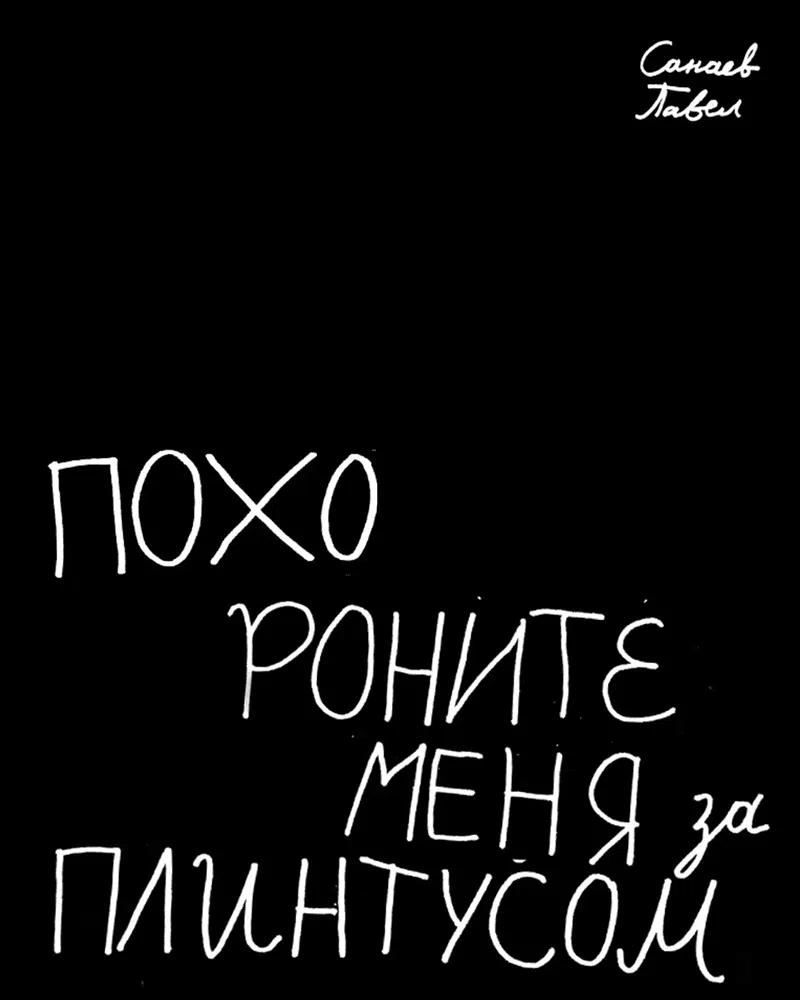 Санаев
Павел
ПОХО
РОНИТЕ
МЕНЯ за
ПЛИНТУСОМ